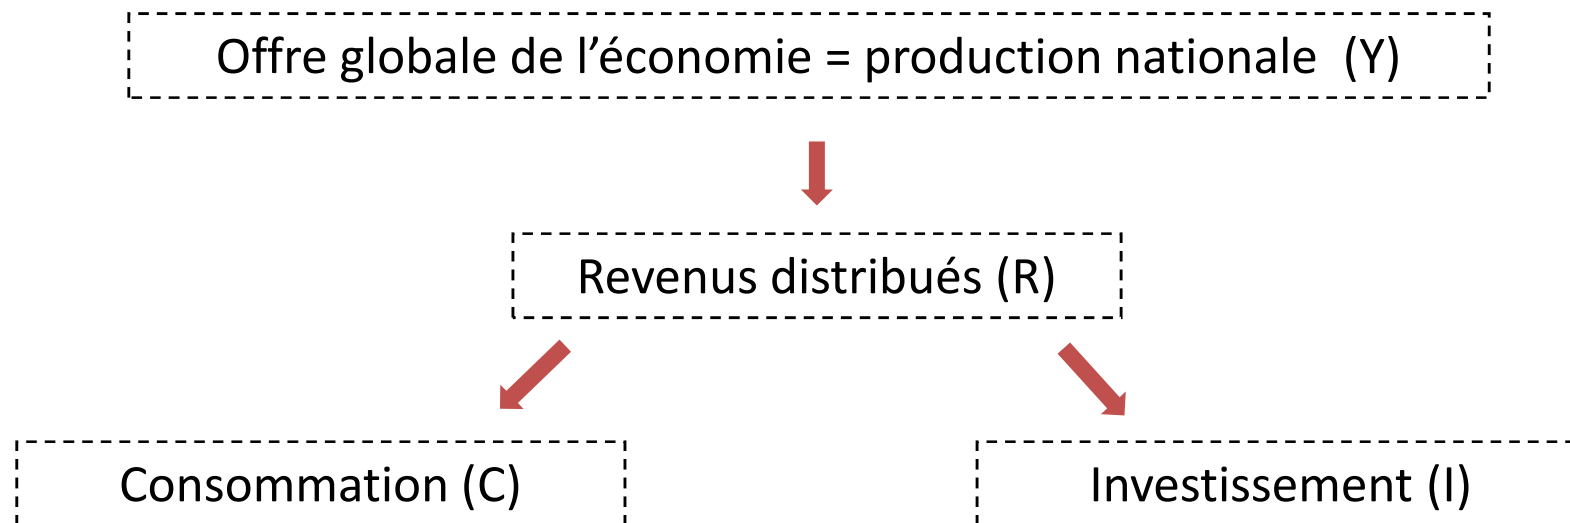 Offre globale de l’économie = production nationale (Y)
Revenus distribués (R)
Consommation (C)
Investissement (I)